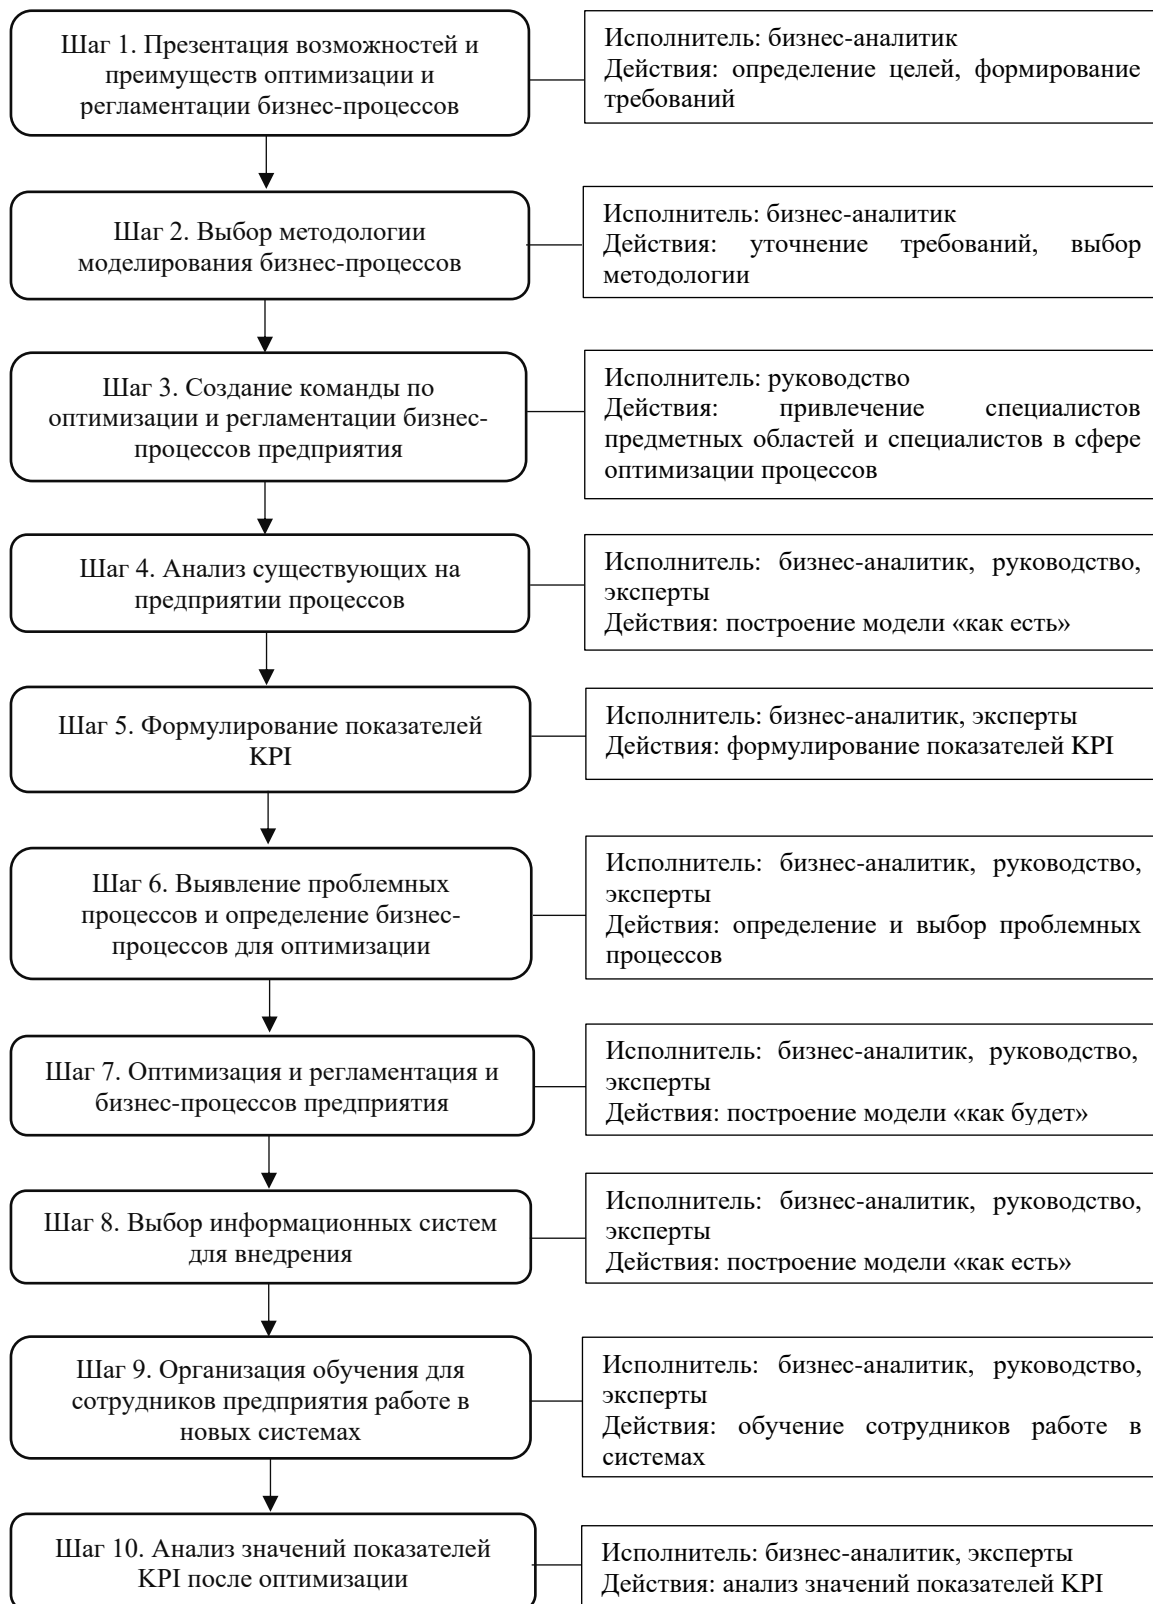 Шаг 1. Презентация возможностей и
преимуществ оптимизации и
регламентации бизнес-процессов
Исполнитель: бизнес-аналитик
Действия: определение целей, формирование
требований
Шаг 2. Выбор методологии
моделирования бизнес-процессов
Исполнитель: бизнес-аналитик
Действия: уточнение требований, выбор
методологии
Шаг 3. Создание команды по
оптимизации и регламентации бизнес-
процессов предприятия
Исполнитель: руководство
Действия: привлечение специалистов
предметных областей и специалистов в сфере
оптимизации процессов
Шаг 4. Анализ существующих на
предприятии процессов
Исполнитель: бизнес-аналитик, руководство,
эксперты
Действия: построение модели «как есть»
Шаг 5. Формулирование показателей
KPI
Исполнитель: бизнес-аналитик, эксперты
Действия: формулирование показателей KPI
Шаг 6. Выявление проблемных
процессов и определение бизнес-
процессов для оптимизации
Исполнитель: бизнес-аналитик, руководство,
эксперты
Действия: определение и выбор проблемных
процессов
Шаг 7. Оптимизация и регламентация и
бизнес-процессов предприятия
Исполнитель: бизнес-аналитик, руководство,
эксперты
Действия: построение модели «как будет»
Шаг 8. Выбор информационных систем
для внедрения
Исполнитель: бизнес-аналитик, руководство,
эксперты
Действия: построение модели «как есть»
Шаг 9. Организация обучения для
сотрудников предприятия работе в
новых системах
Исполнитель: бизнес-аналитик, руководство,
эксперты
Действия: обучение сотрудников работе в
системах
Шаг 10. Анализ значений показателей
KPI после оптимизации
Исполнитель: бизнес-аналитик, эксперты
Действия: анализ значений показателей KPI